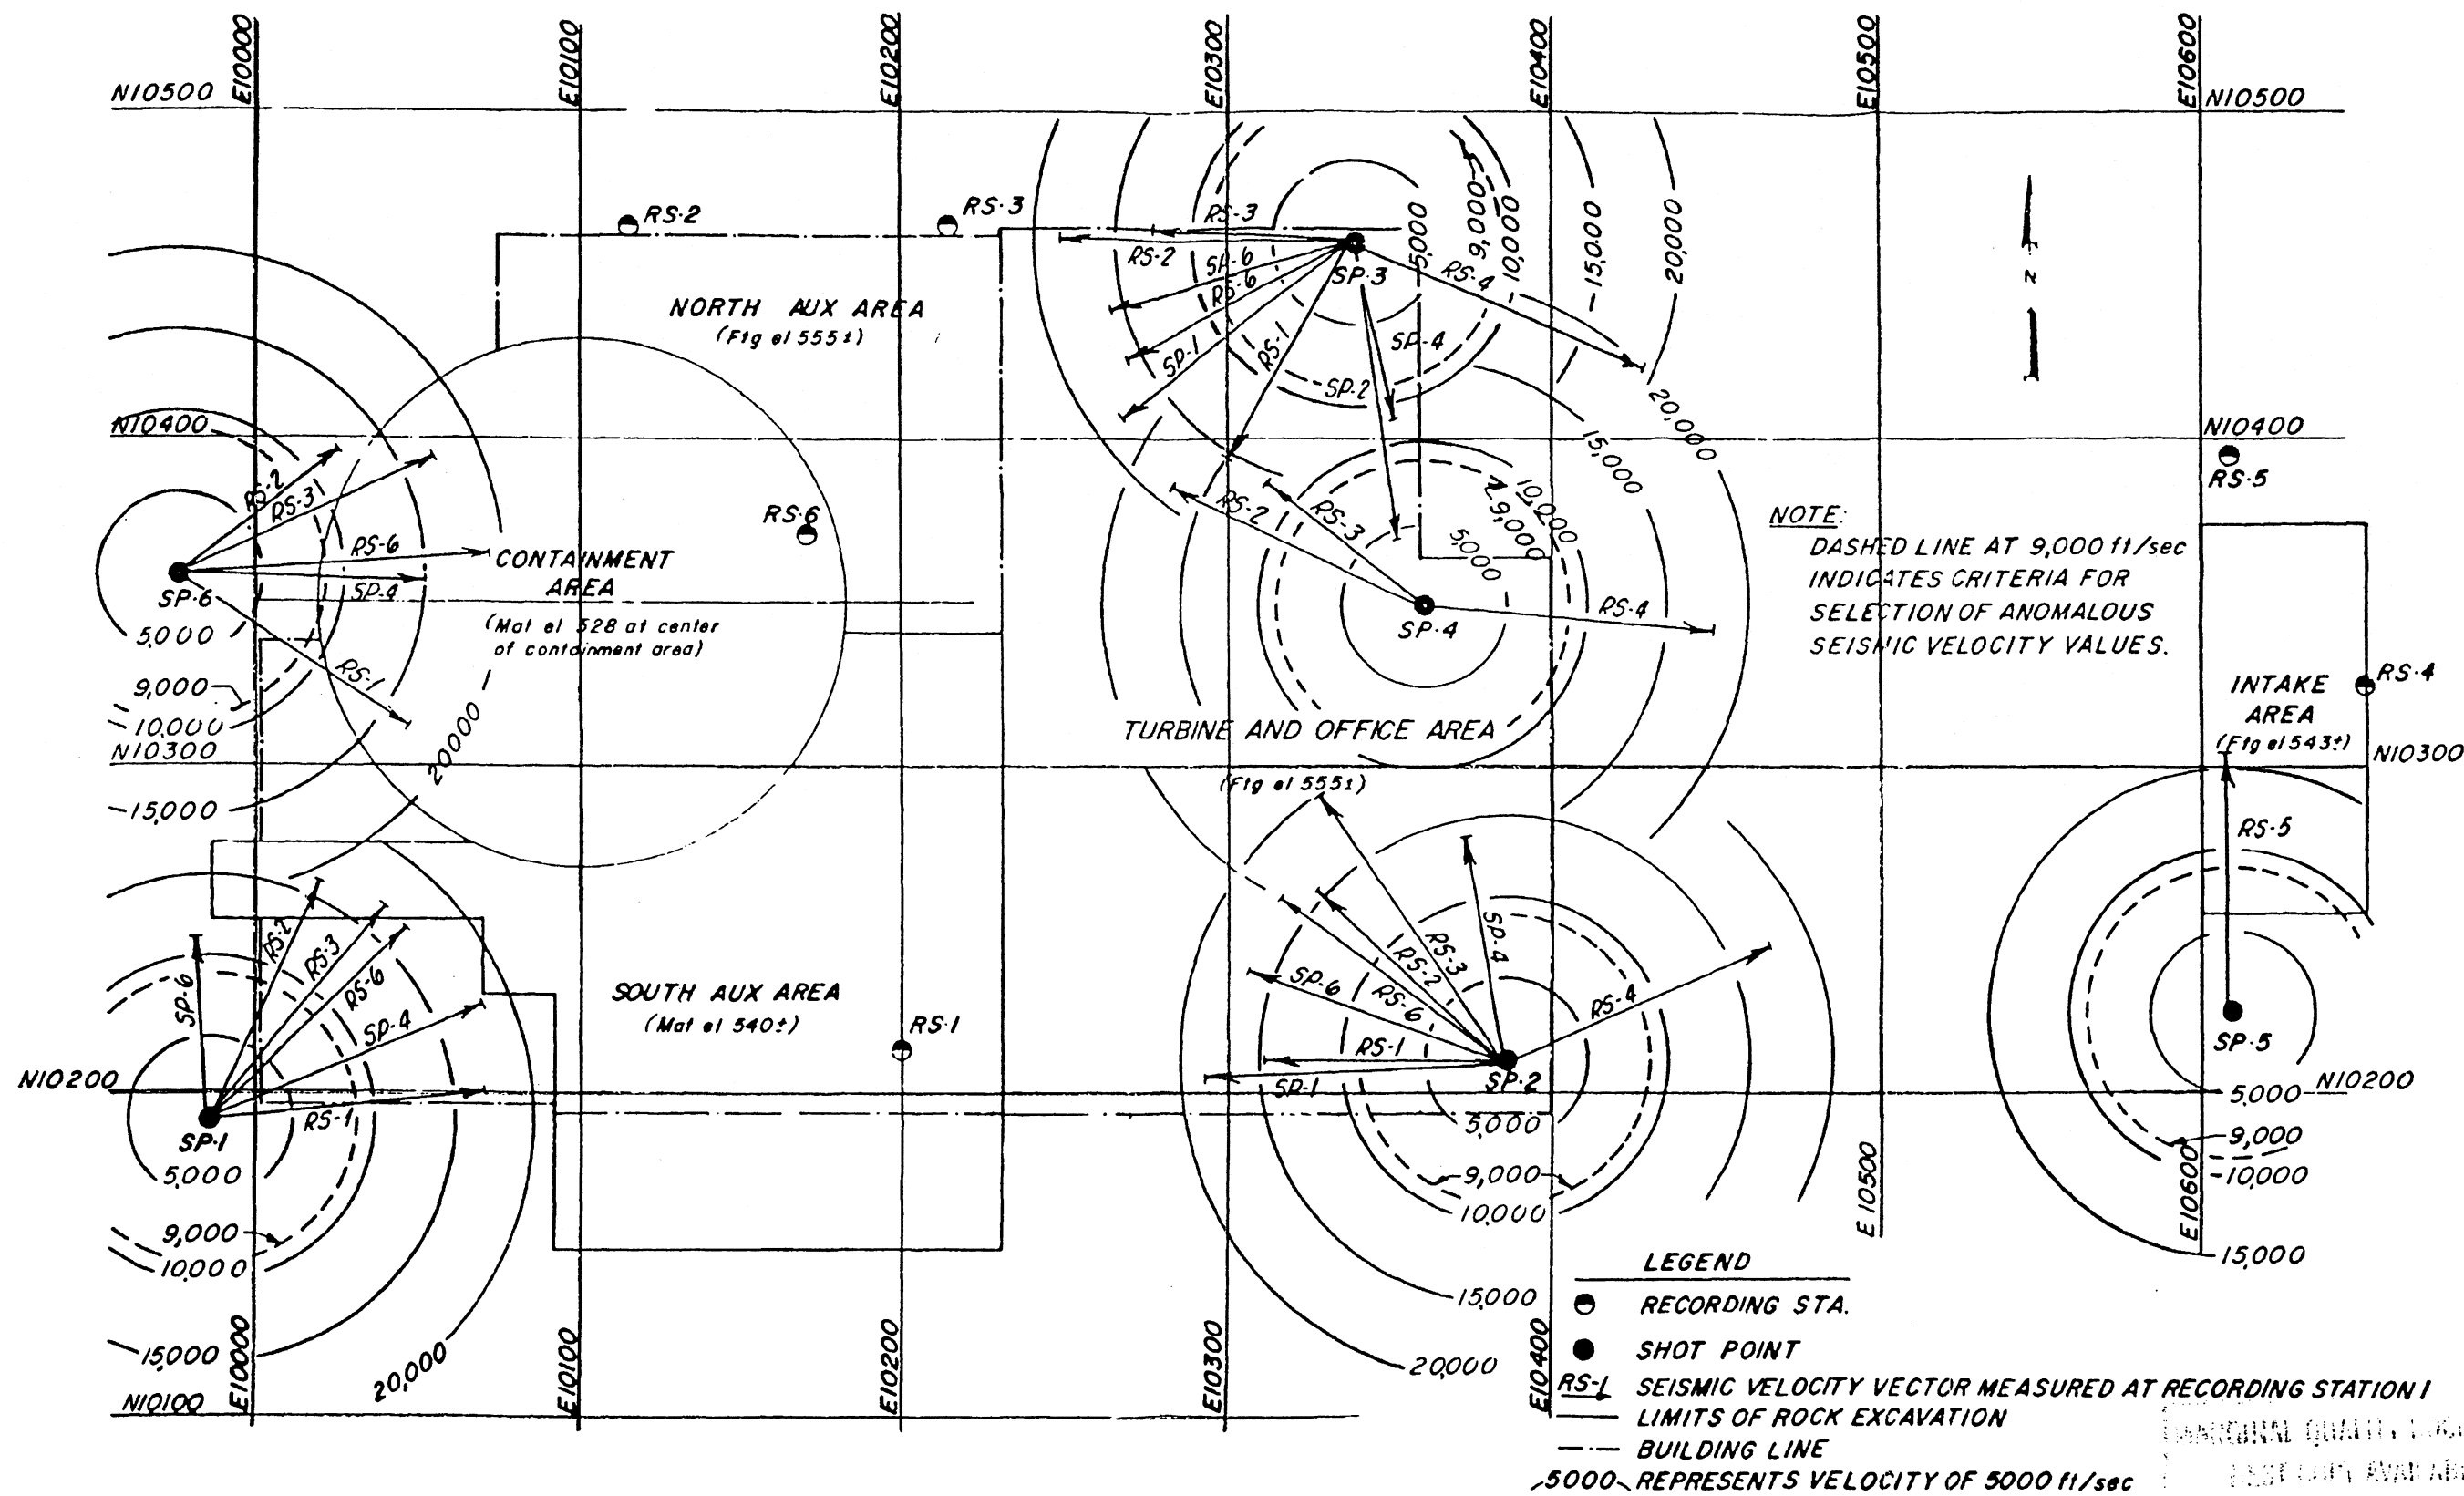 E10000
E10100
E10200
E10300
E10400
E10500
E10600
N10500
N10500
RS-2
RS-3
RS-3
RS-2
SP-6
RS-6
SP-1
RS-1
SP-3
SP-4
SP-2
RS-4
5,000
9,000
10,000
15,000
20,000
N
NORTH AUX AREA
(Ftg el 555±)
N10400
N10400
RS-5
RS-2
RS-3
RS-6
SP-4
RS-1
SP-6
5,000
9,000
10,000
15,000
20000
RS-6
CONTAINMENT
AREA
(Mat el 528 at center
of containment area)
RS-2
RS-3
RS-4
SP-4
5,000
9,000
10,000
15,000
20,000
NOTE:
DASHED LINE AT 9,000 ft/sec
INDICATES CRITERIA FOR
SELECTION OF ANOMALOUS
SEISMIC VELOCITY VALUES.
INTAKE
AREA
(Ftg el 543±)
RS-4
N10300
N10300
TURBINE AND OFFICE AREA
(Ftg el 555±)
SP-6
RS-2
RS-3
RS-6
SP-4
RS-1
SP-1
5,000
9,000
10,000
15,000
20,000
SOUTH AUX AREA
(Mat el 540±)
RS-1
SP-6
RS-6
RS-2
RS-3
SP-4
RS-4
RS-1
SP-1
SP-2
5,000
9,000
10,000
15,000
20,000
RS-5
SP-5
5,000
9,000
10,000
15,000
N10200
N10200
N10100
E10000
E10100
E10200
E10300
E10400
E10500
E10600
LEGEND
RECORDING STA.
SHOT POINT
RS-1 SEISMIC VELOCITY VECTOR MEASURED AT RECORDING STATION 1
LIMITS OF ROCK EXCAVATION
BUILDING LINE
5000 REPRESENTS VELOCITY OF 5000 ft/sec